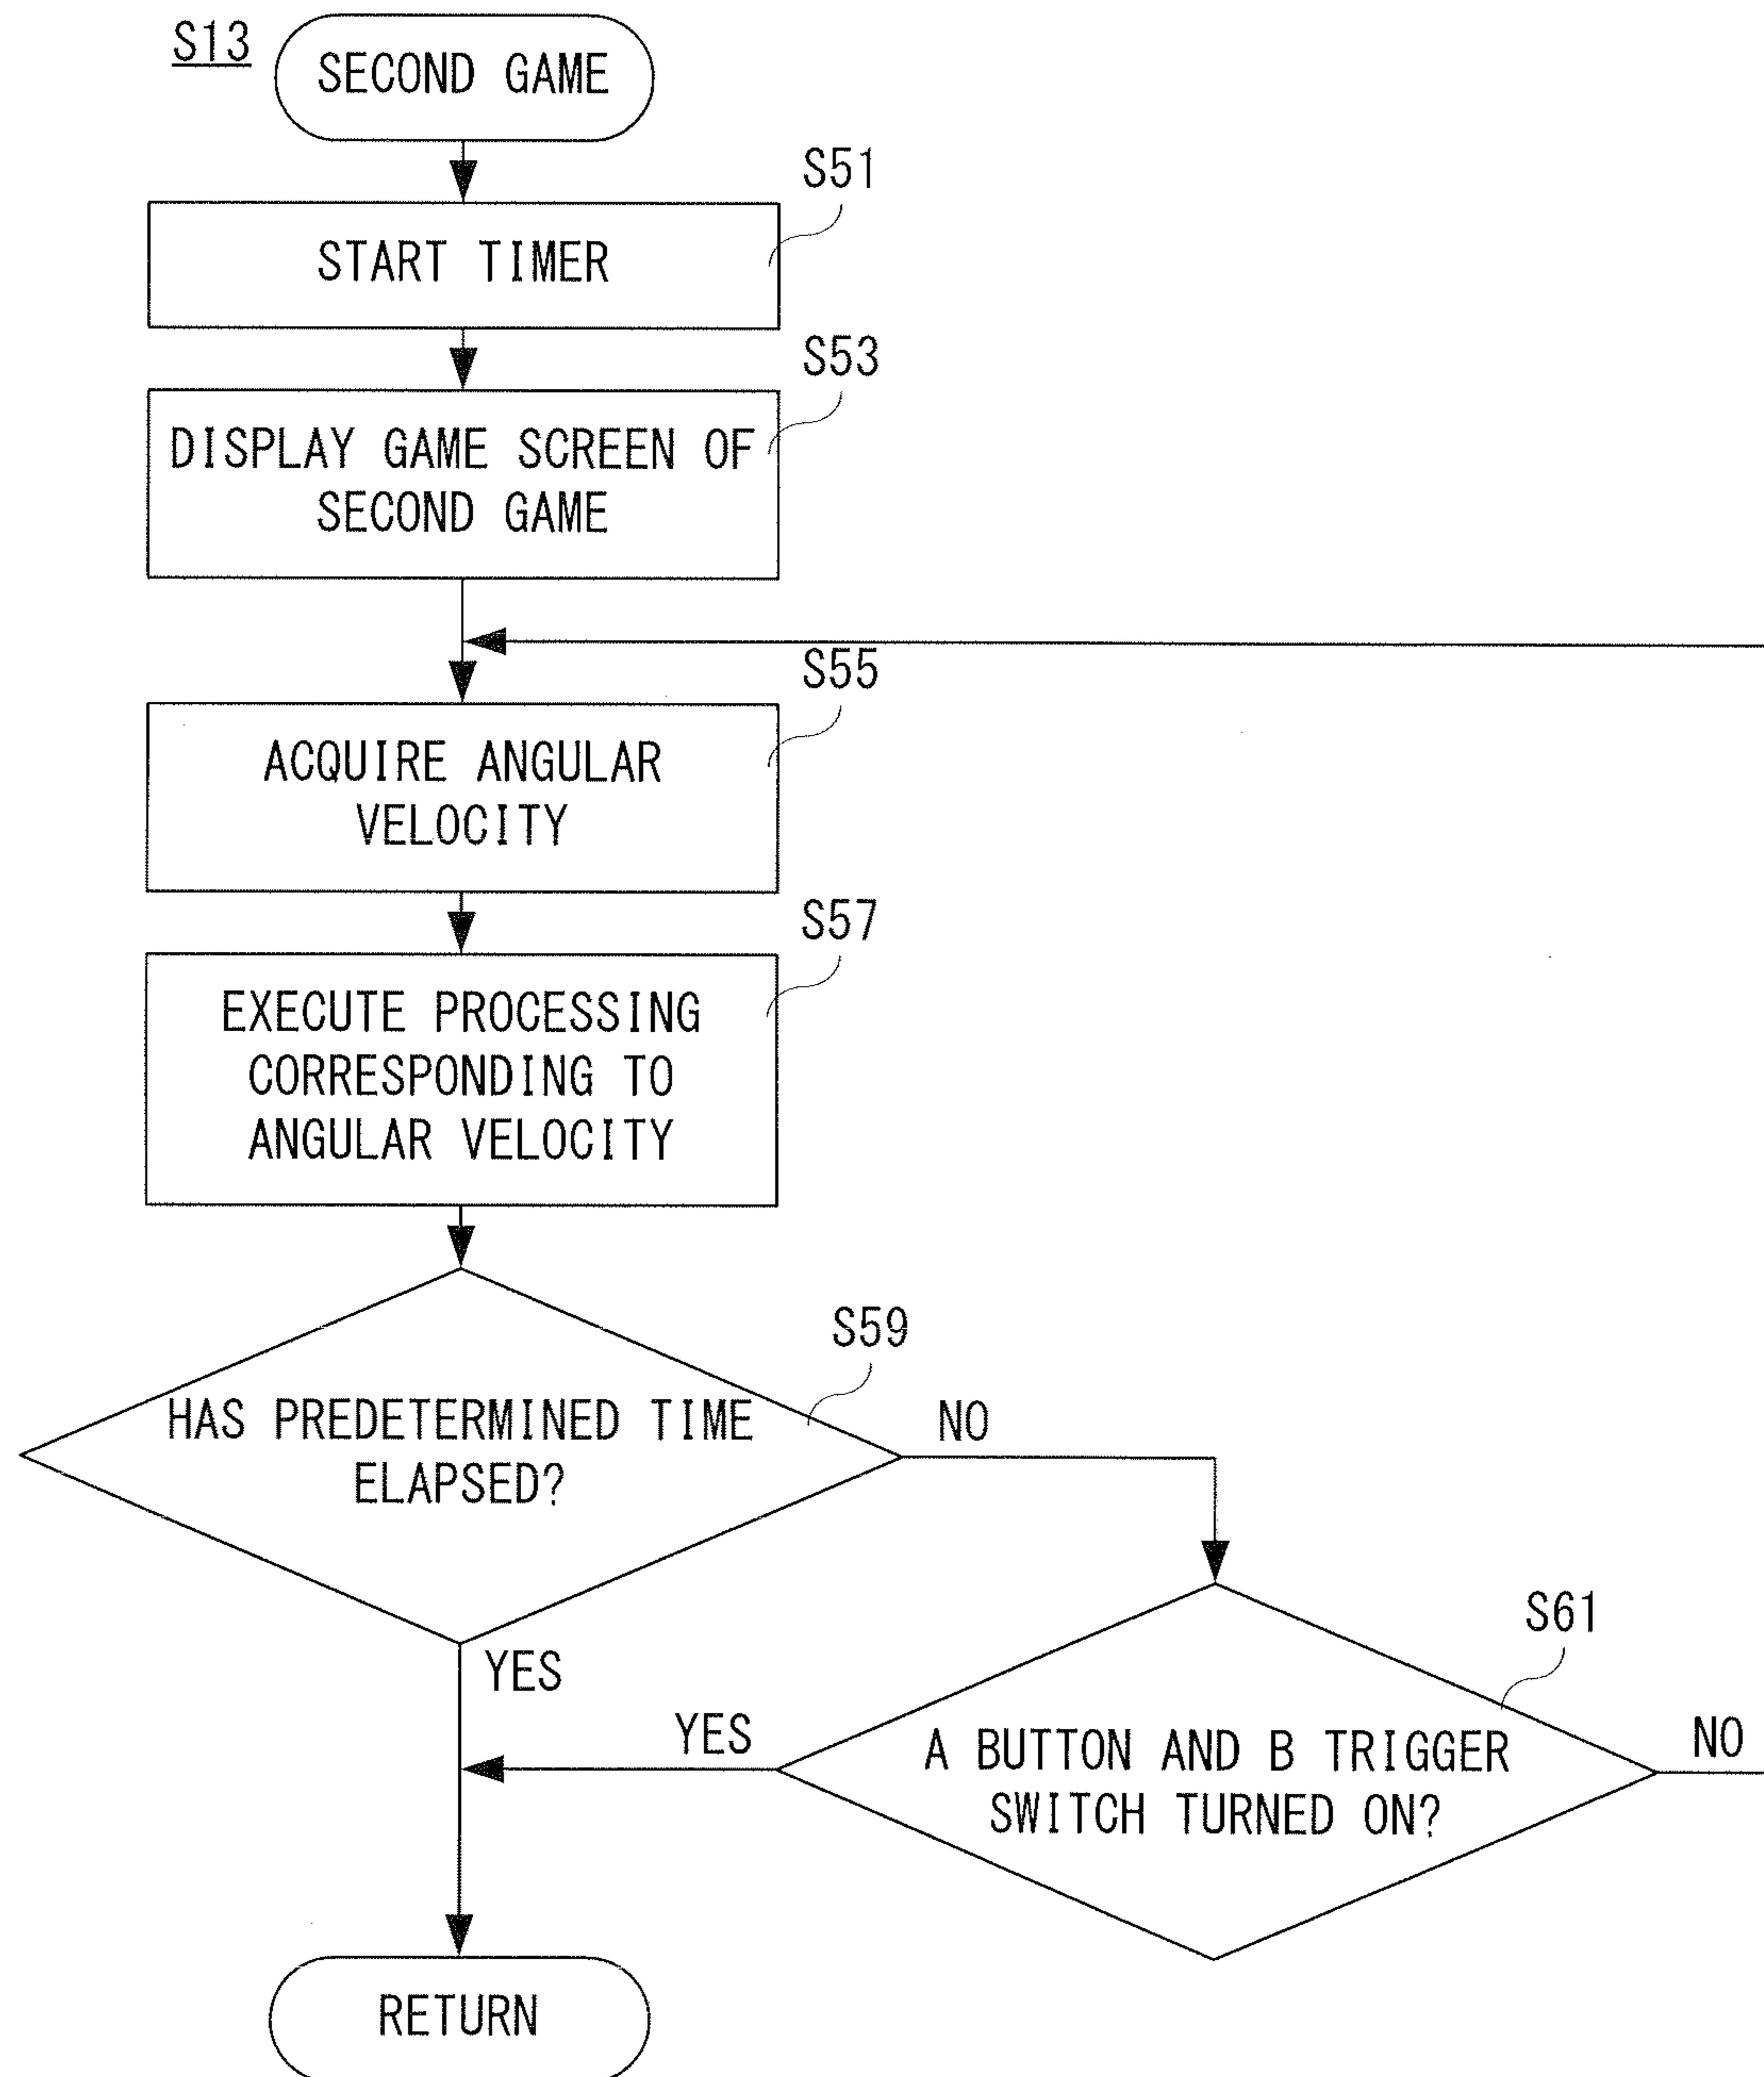 S13
SECOND GAME
S51
START TIMER
S53
DISPLAY GAME SCREEN OF
SECOND GAME
S55
ACQUIRE ANGULAR
VELOCITY
S57
EXECUTE PROCESSING
CORRESPONDING TO
ANGULAR VELOCITY
S59
HAS PREDETERMINED TIME
ELAPSED?
NO
YES
S61
A BUTTON AND B TRIGGER
SWITCH TURNED ON?
YES
NO
RETURN